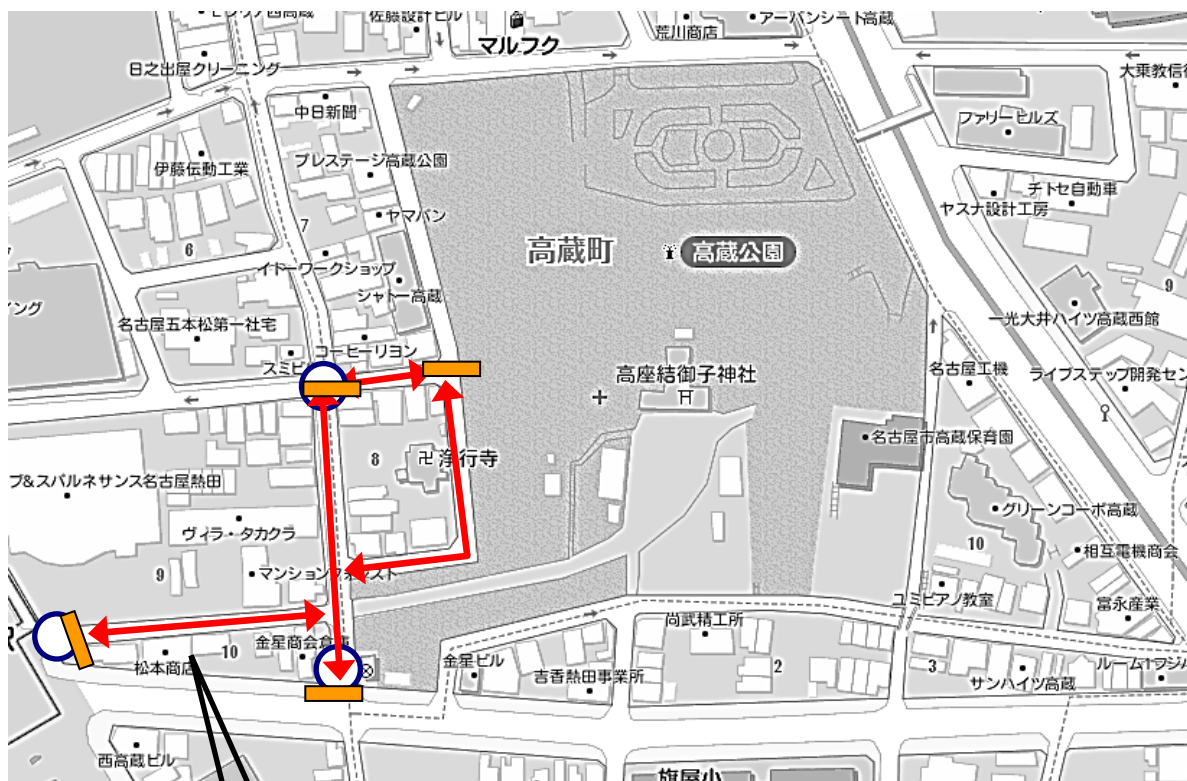 佐藤設計ビル
荒川商店
アーバンシート高蔵
マルフク
日之出屋クリーニング
大乗教信徒
中日新聞
ファリーヒルズ
伊藤伝動工業
プレステージ高蔵公園
チトセ自動車
ヤスナ設計工房
ヤマバン
7
6
高蔵町
高蔵公園
イトーワークショップ
シャトー高蔵
9
イング
名古屋五本松第一社宅
一光大井ハイツ高蔵西館
コーヒーリヨン
スミビ
高座結御子神社
名古屋工機
ライブステップ開発セン
8
卍浄行寺
名古屋市高蔵保育園
プ&スパルネサンス名古屋熱田
グリーンコーポ高蔵
ヴィラ・タカクラ
10
相互電機商会
9
マンションフォレスト
ユミピアノ教室
富永産業
尚武精工所
金星商会倉庫
10
松本商店
金星ビル
吉香熱田事業所
2
3
サンハイツ高蔵
ルーム1フジ
西高蔵ビル
旗屋小